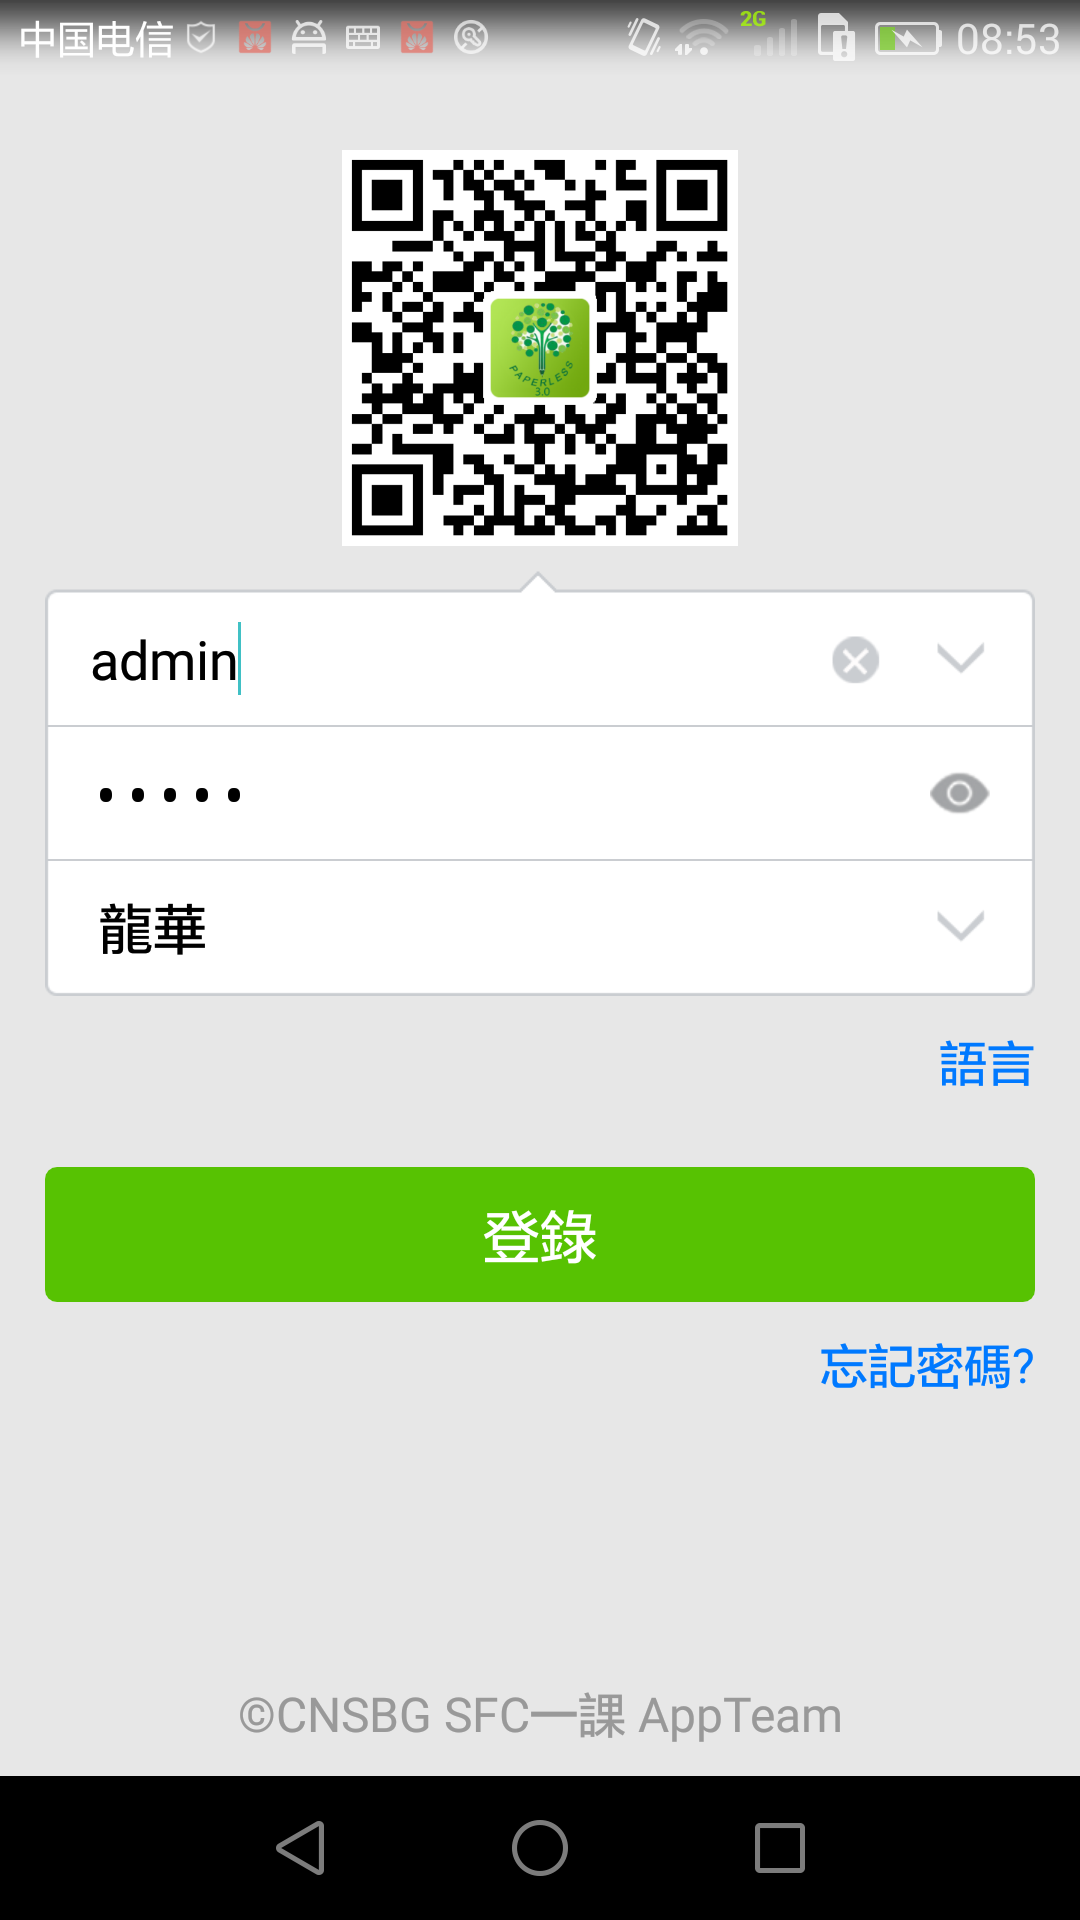 中国电信 2G 08:53
PAPERLESS
3.0
admin
•••••
龍華
語言
登錄
忘記密碼?
©CNSBG SFC一課 AppTeam